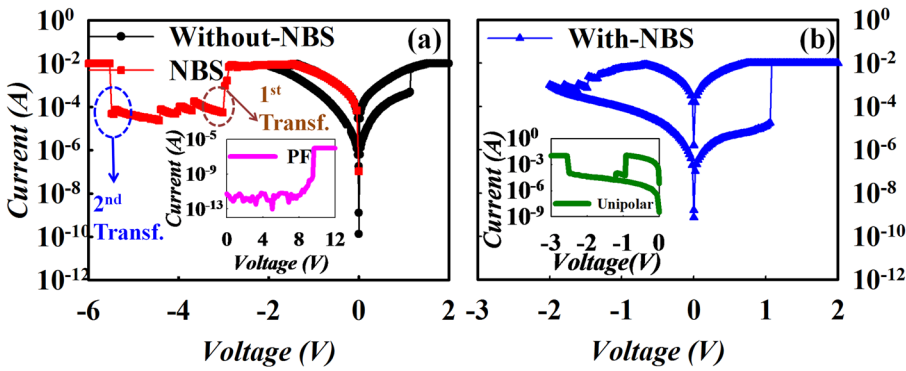 10^0
10^-2
10^-4
10^-6
10^-8
10^-10
10^-12
Current (A)
Without-NBS
NBS
(a)
1st
Transf.
2nd
Transf.
10^-5
10^-9
10^-13
Current (A)
PF
0 4 8 12
Voltage (V)
-6 -4 -2 0 2
Voltage (V)
With-NBS
(b)
10^0
10^-3
10^-6
10^-9
Current (A)
Unipolar
-3 -2 -1 0
Voltage(V)
-3 -2 -1 0 1 2
Voltage (V)
10^0
10^-2
10^-4
10^-6
10^-8
10^-10
10^-12
Current (A)